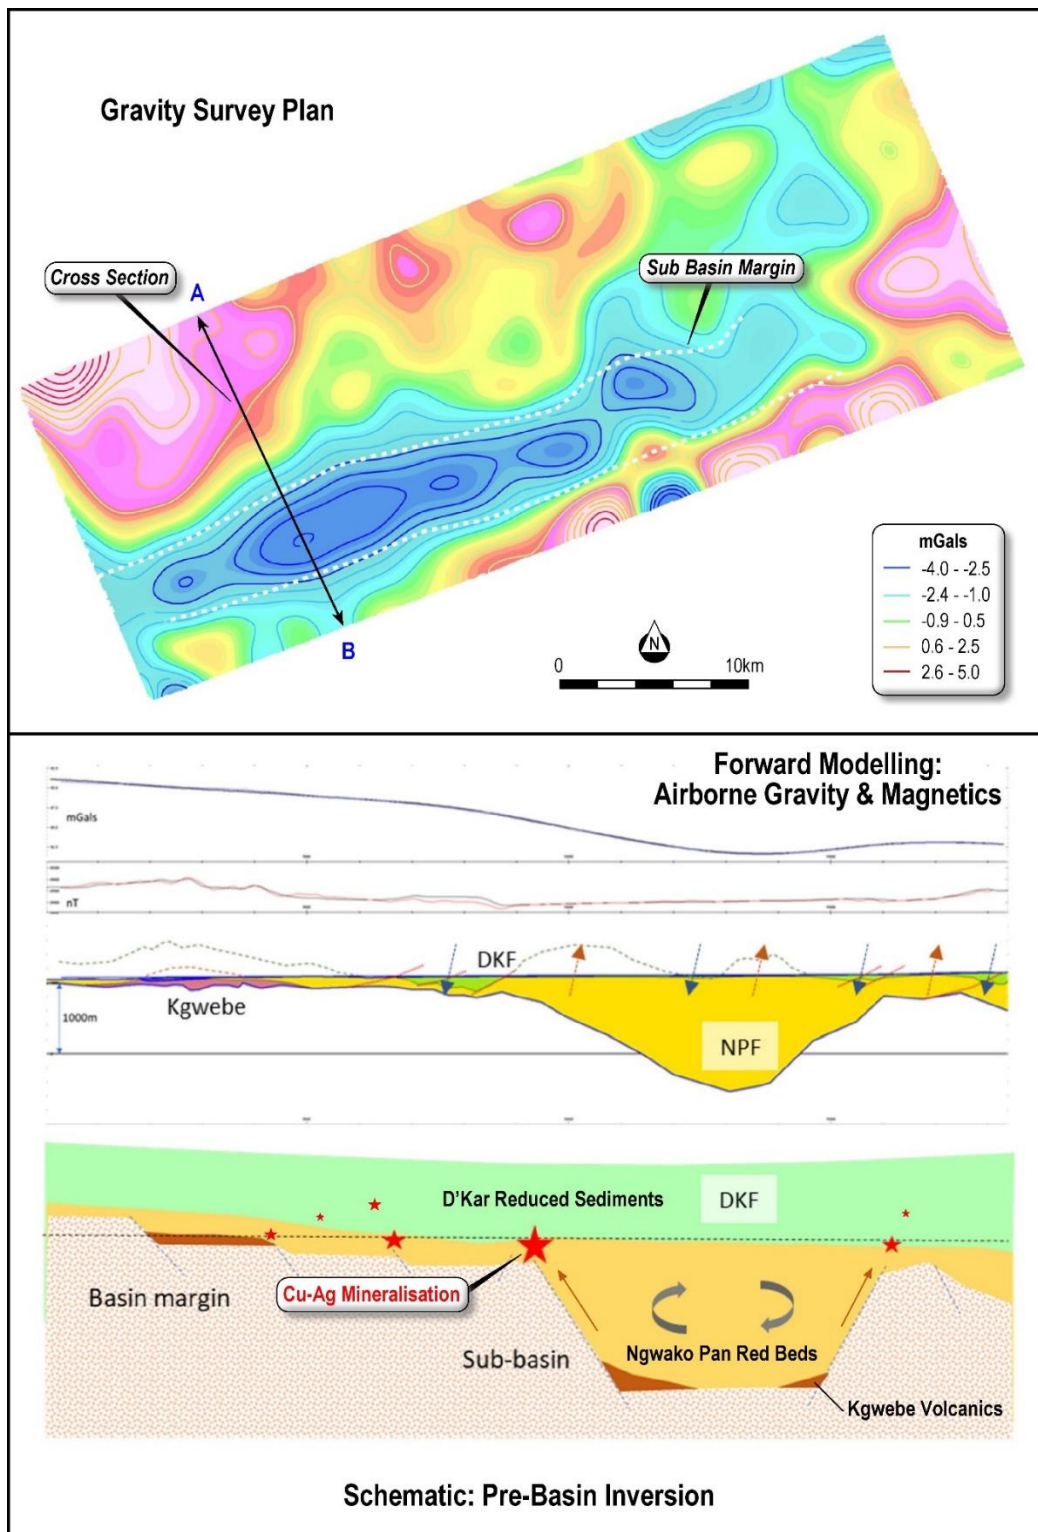 Gravity Survey Plan
Cross Section
A
Sub Basin Margin
B
N
0
10km
mGals
-4.0 - -2.5
-2.4 - -1.0
-0.9 - 0.5
0.6 - 2.5
2.6 - 5.0
Forward Modelling:
Airborne Gravity & Magnetics
mGals
nT
DKF
Kgwebe
1000m
NPF
D'Kar Reduced Sediments
DKF
Cu-Ag Mineralisation
Basin margin
Sub-basin
Ngwako Pan Red Beds
Kgwebe Volcanics
Schematic: Pre-Basin Inversion